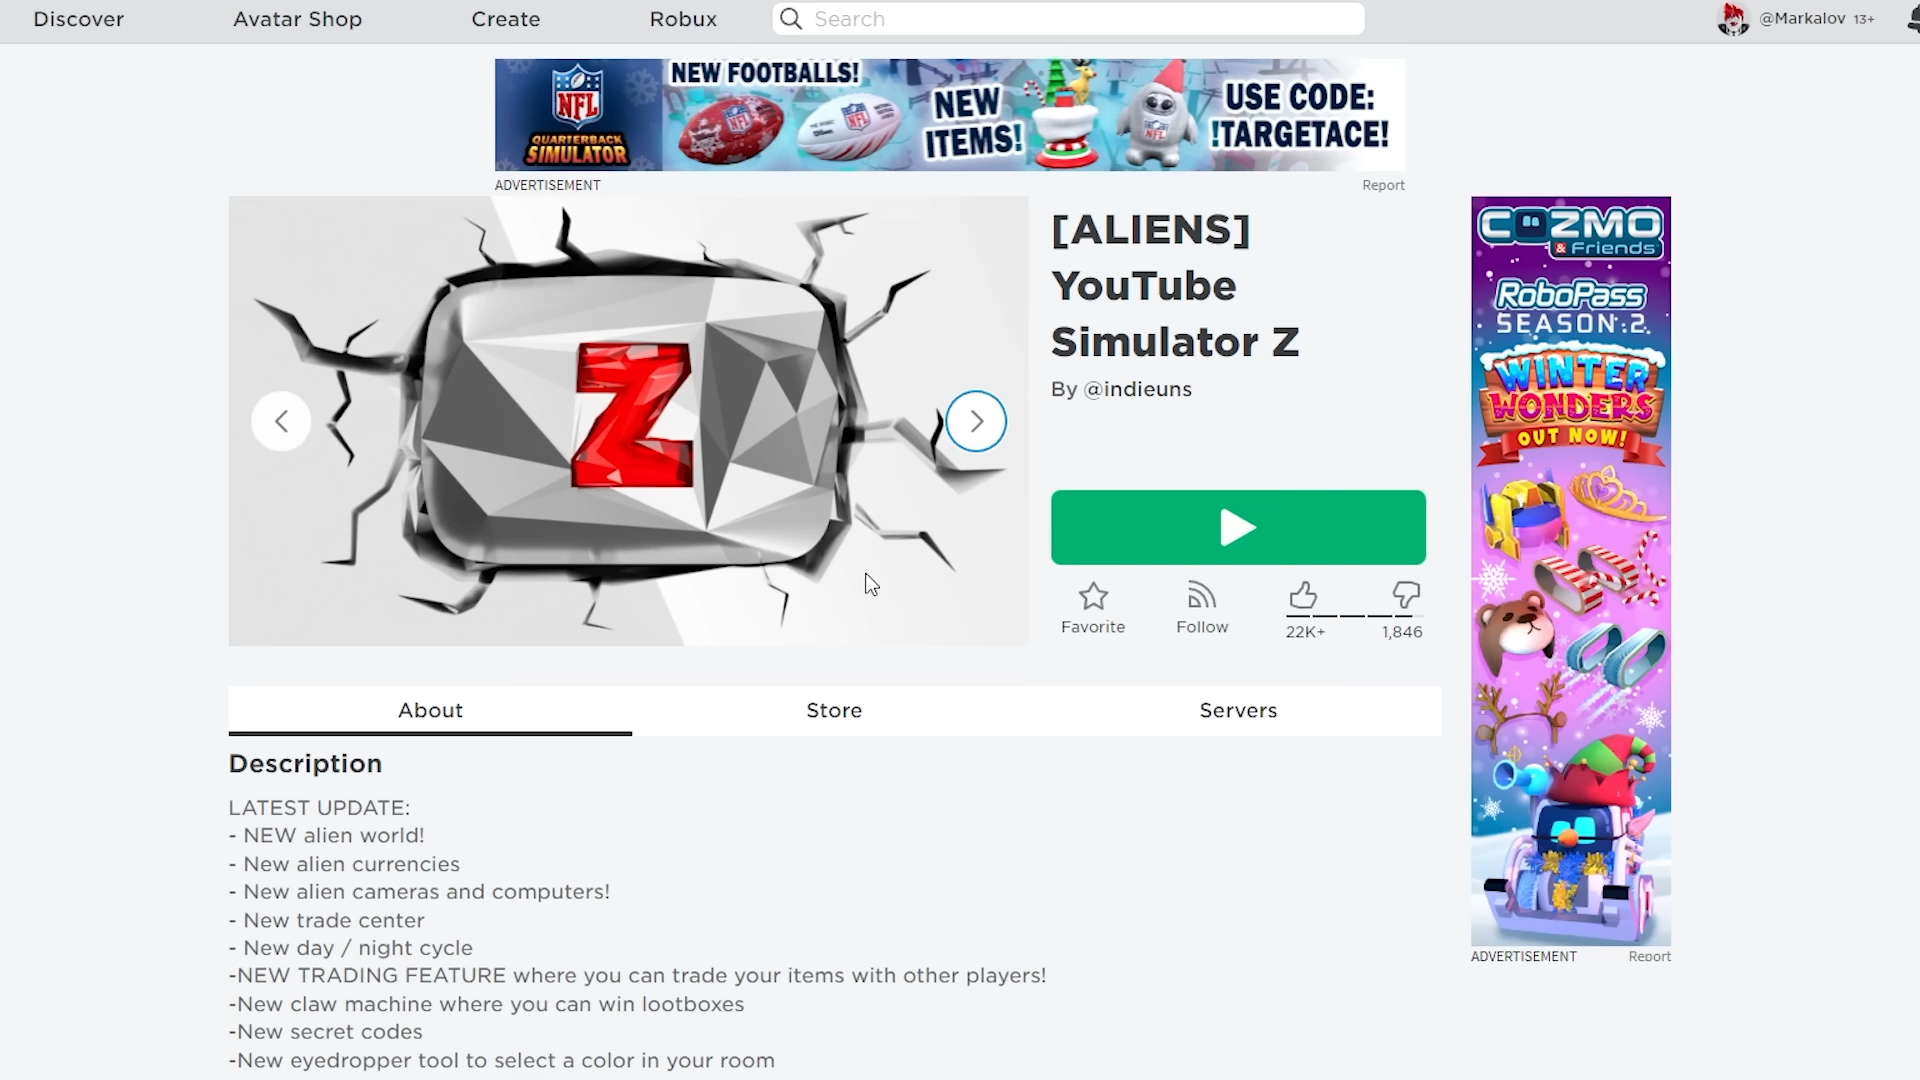 Discover Avatar Shop Create Robux Search @Markalov 13+
NFL
QUARTERBACK
SIMULATOR
NEW FOOTBALLS!
NEW
ITEMS!
USE CODE:
!TARGETACE!
ADVERTISEMENT Report
Z
[ALIENS]
YouTube
Simulator Z
By @indieuns
Favorite Follow 22K+ 1,846
COZMO
& Friends
RoboPass
SEASON 2
WINTER
WONDERS
OUT NOW!
ADVERTISEMENT Report
About Store Servers
Description
LATEST UPDATE:
- NEW alien world!
- New alien currencies
- New alien cameras and computers!
- New trade center
- New day / night cycle
-NEW TRADING FEATURE where you can trade your items with other players!
-New claw machine where you can win lootboxes
-New secret codes
-New eyedropper tool to select a color in your room